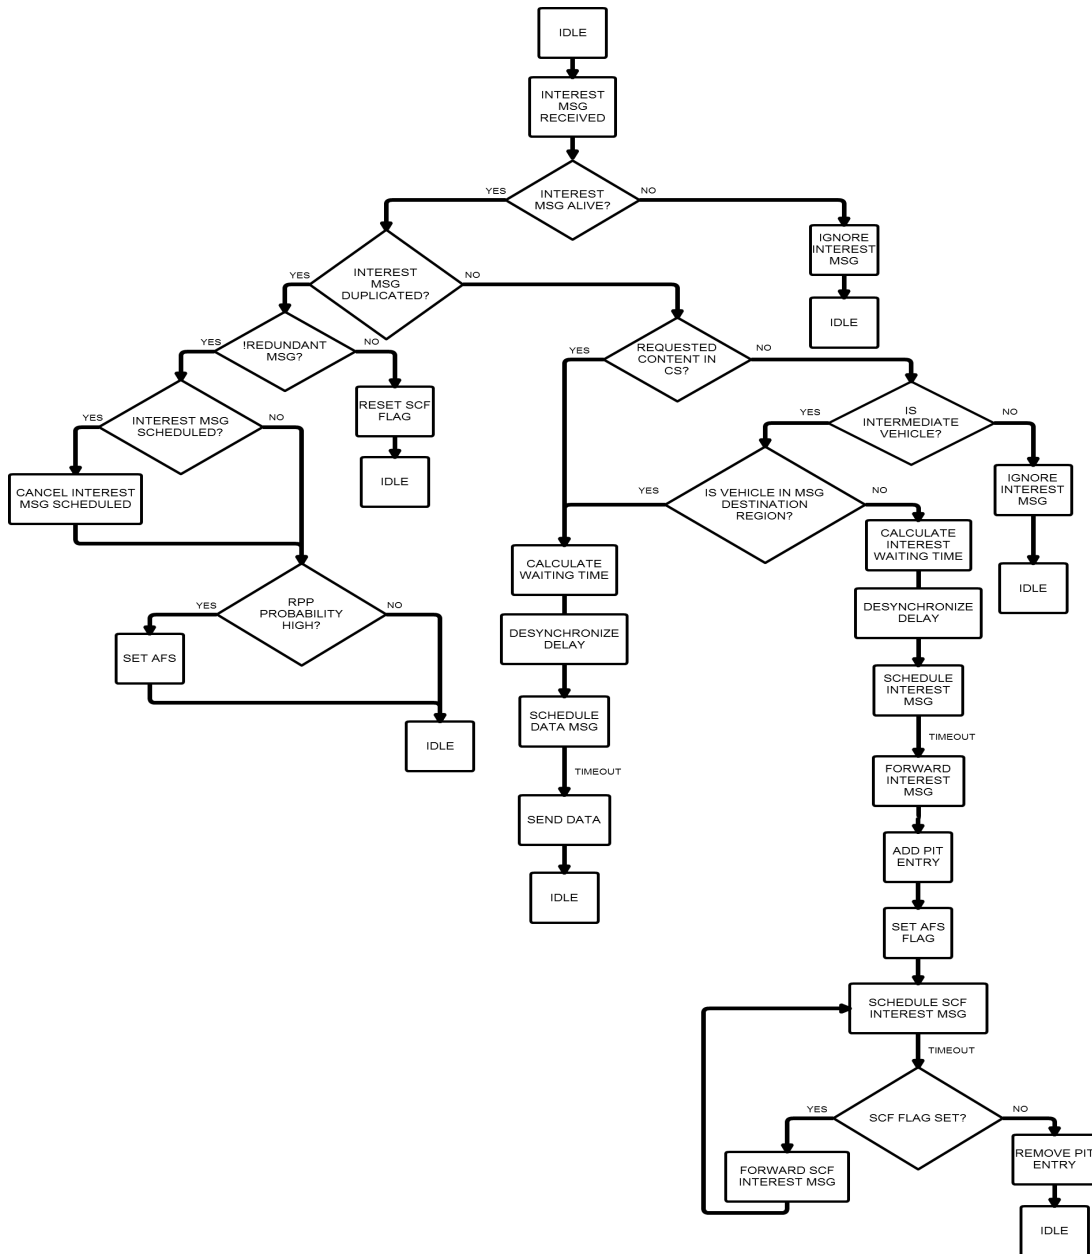 IDLE
INTEREST
MSG
RECEIVED
INTEREST
MSG ALIVE?
YES
NO
IGNORE
INTEREST
MSG
IDLE
INTEREST
MSG
DUPLICATED?
YES
NO
!REDUNDANT
MSG?
YES
NO
RESET SCF
FLAG
IDLE
INTEREST MSG
SCHEDULED?
YES
NO
CANCEL INTEREST
MSG SCHEDULED
RPP
PROBABILITY
HIGH?
YES
NO
SET AFS
IDLE
REQUESTED
CONTENT IN
CS?
YES
NO
IS
INTERMEDIATE
VEHICLE?
YES
NO
IGNORE
INTEREST
MSG
IDLE
IS VEHICLE IN MSG
DESTINATION
REGION?
YES
NO
CALCULATE
WAITING TIME
DESYNCHRONIZE
DELAY
SCHEDULE
DATA MSG
TIMEOUT
SEND DATA
IDLE
CALCULATE
INTEREST
WAITING TIME
DESYNCHRONIZE
DELAY
SCHEDULE
INTEREST
MSG
TIMEOUT
FORWARD
INTEREST
MSG
ADD PIT
ENTRY
SET AFS
FLAG
SCHEDULE SCF
INTEREST MSG
TIMEOUT
SCF FLAG SET?
YES
NO
FORWARD SCF
INTEREST MSG
REMOVE PIT
ENTRY
IDLE